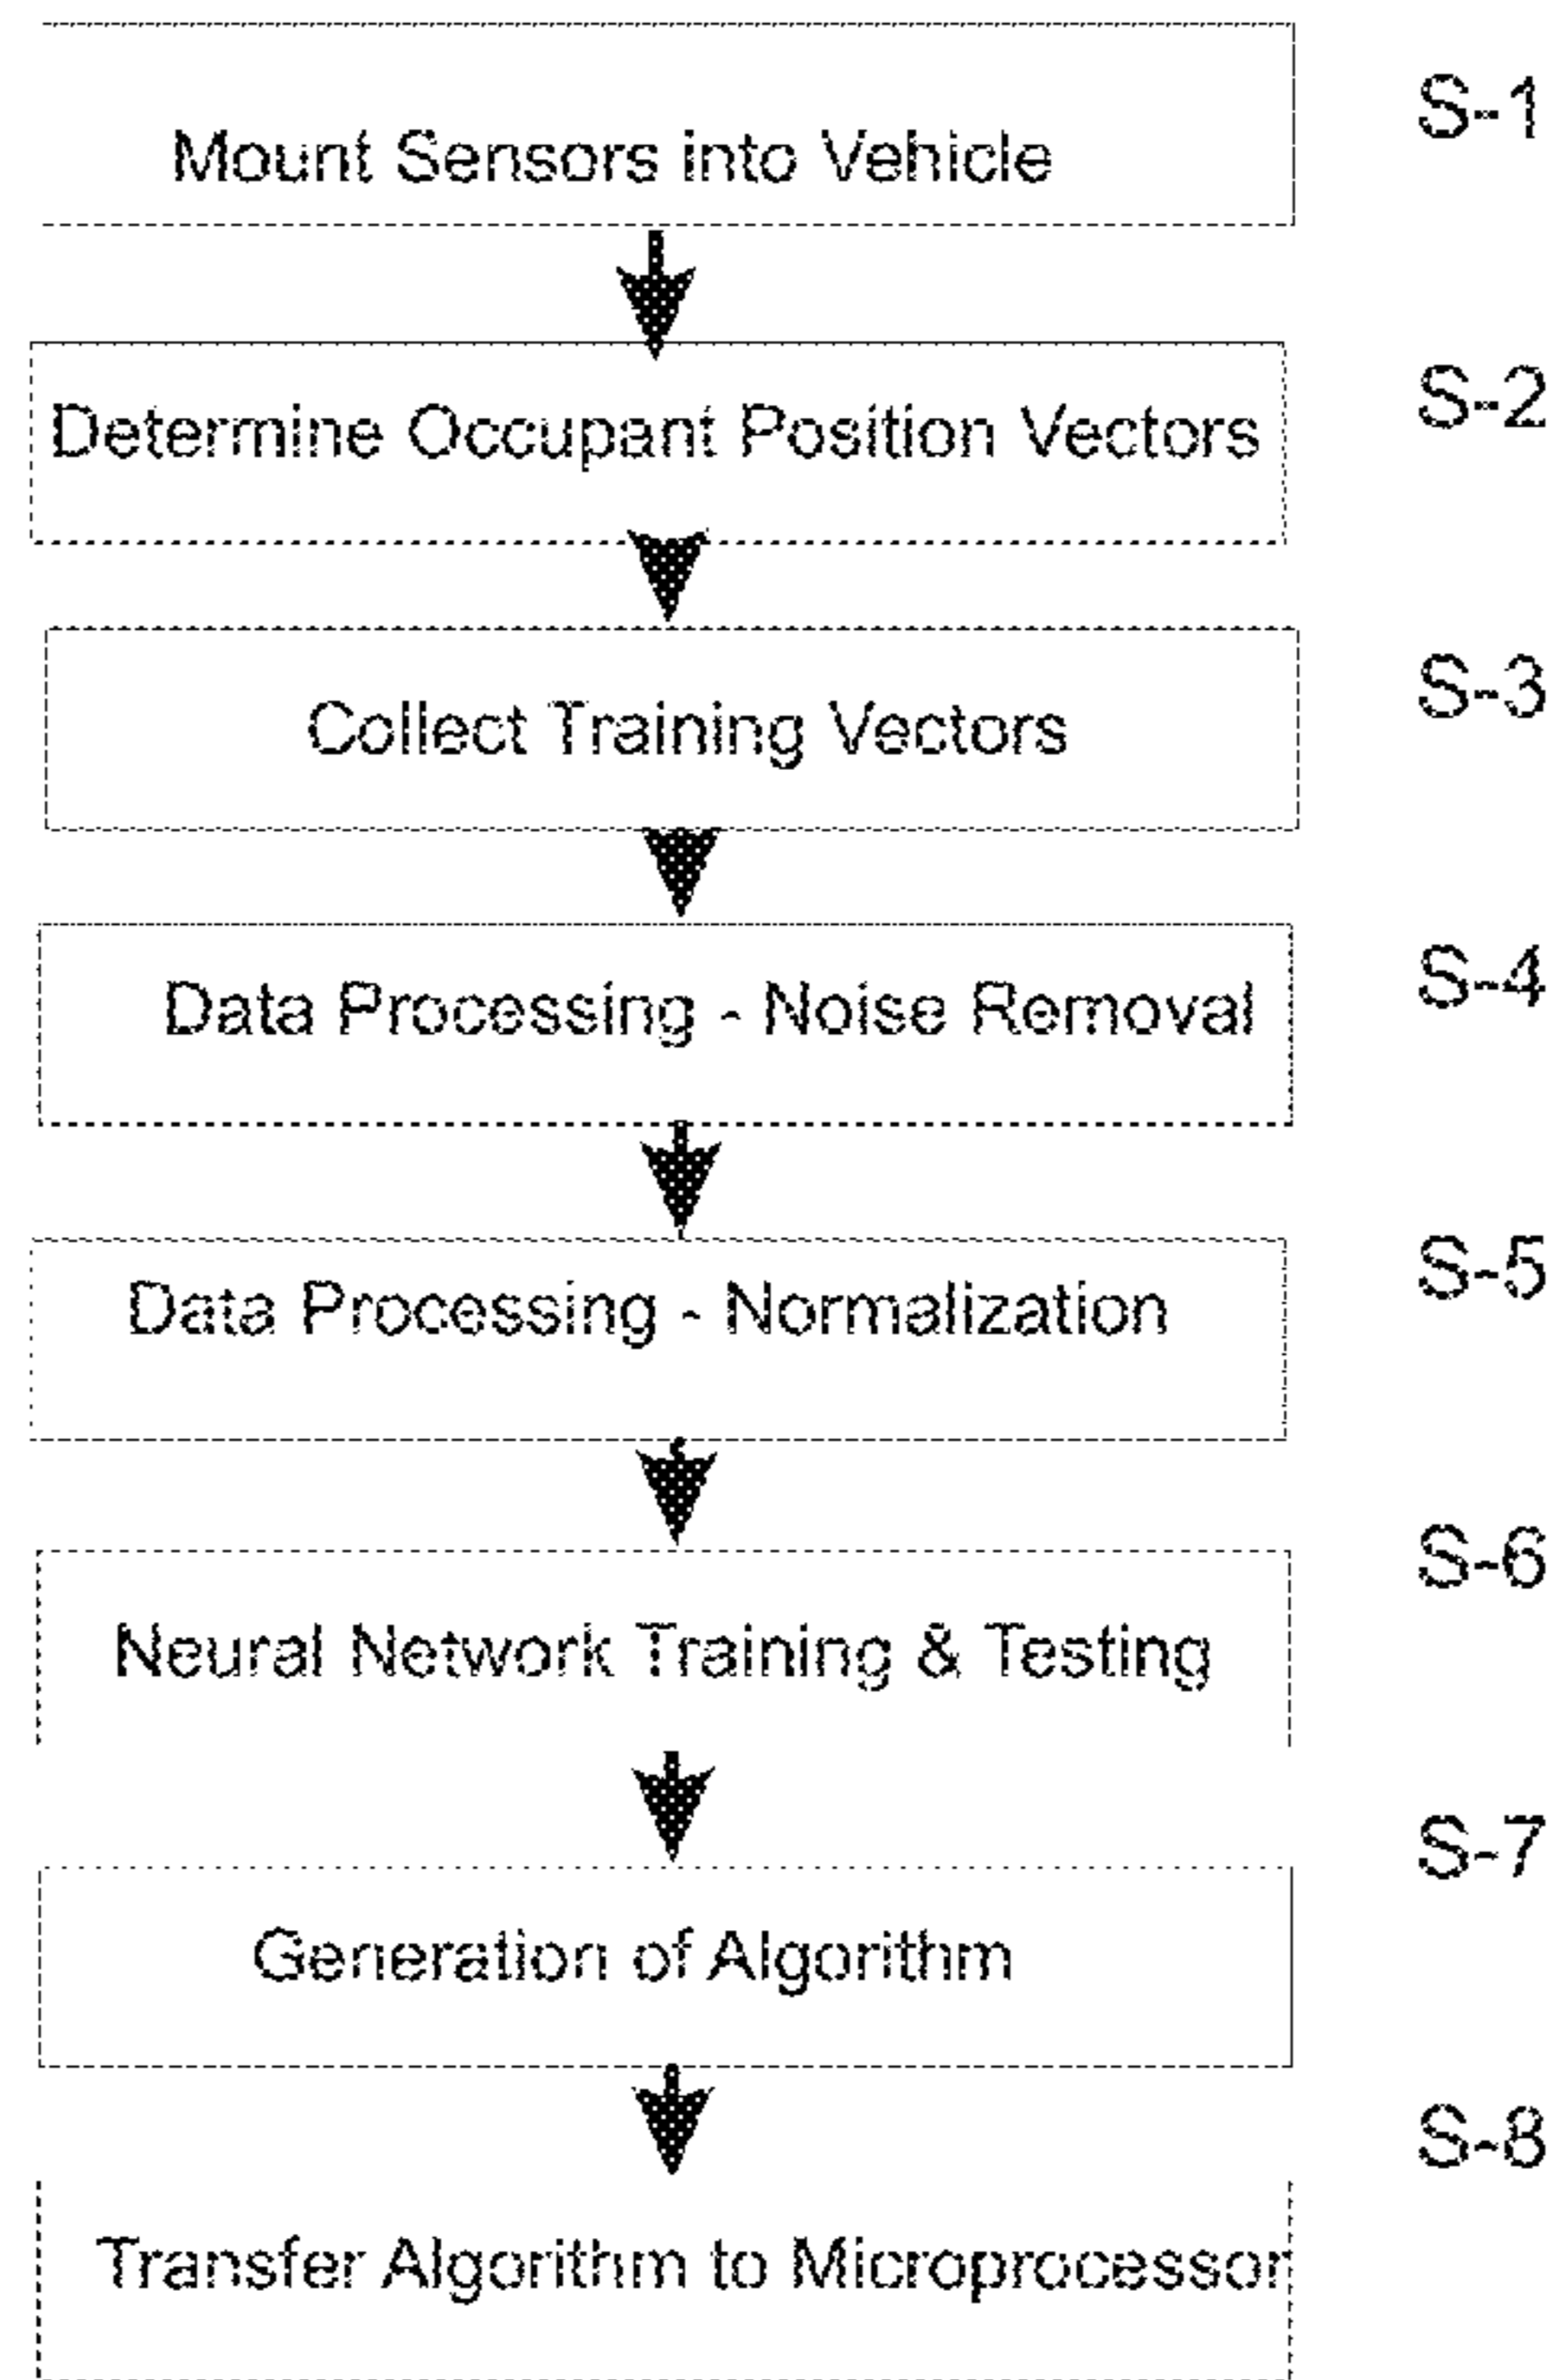 Mount Sensors into Vehicle
S-1
Determine Occupant Position Vectors
S-2
Collect Training Vectors
S-3
Data Processing - Noise Removal
S-4
Data Processing - Normalization
S-5
Neural Network Training & Testing
S-6
Generation of Algorithm
S-7
Transfer Algorithm to Microprocessor
S-8